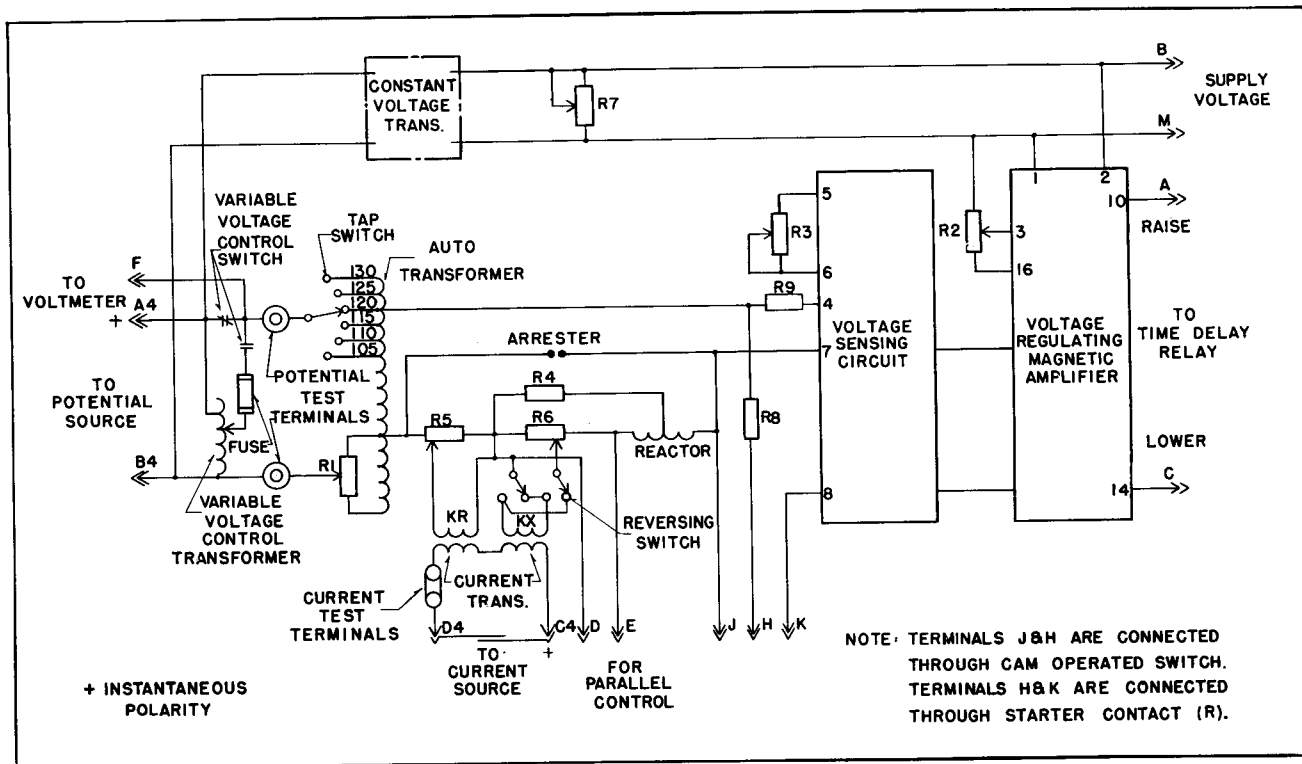 B
CONSTANT
VOLTAGE
TRANS.
R7
SUPPLY
VOLTAGE
M
VARIABLE
VOLTAGE
CONTROL
SWITCH
TAP
SWITCH
AUTO
TRANSFORMER
5
R3
6
1
2
10
A
RAISE
R2
3
16
F
TO
VOLTMETER
+ A4
130
125
120
115
110
105
R9
4
VOLTAGE
SENSING
CIRCUIT
7
VOLTAGE
REGULATING
MAGNETIC
AMPLIFIER
TO
TIME DELAY
RELAY
ARRESTER
TO
POTENTIAL
SOURCE
POTENTIAL
TEST
TERMINALS
FUSE
R4
R5
R6
R8
REACTOR
B4
R1
LOWER
C
14
8
VARIABLE
VOLTAGE
CONTROL
TRANSFORMER
KR
KX
REVERSING
SWITCH
CURRENT
TRANS.
CURRENT
TEST
TERMINALS
D4
C4
D
E
J
H
K
TO
CURRENT
SOURCE
+
FOR
PARALLEL
CONTROL
+ INSTANTANEOUS
POLARITY
NOTE: TERMINALS J&H ARE CONNECTED
THROUGH CAM OPERATED SWITCH.
TERMINALS H&K ARE CONNECTED
THROUGH STARTER CONTACT (R).